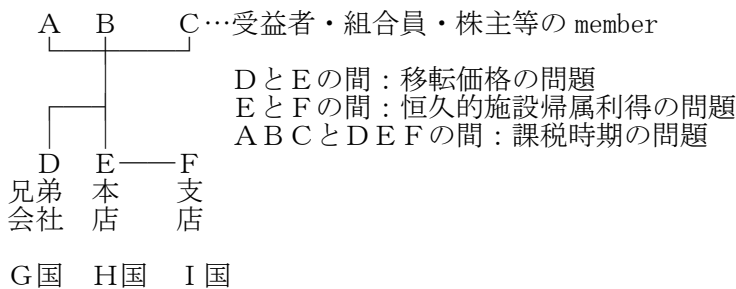 Ａ Ｂ Ｃ…受益者・組合員・株主等の member
ＤとＥの間：移転価格の問題
ＥとＦの間：恒久的施設帰属利得の問題
ＡＢＣとＤＥＦの間：課税時期の問題
Ｄ Ｅ Ｆ
兄弟 本 支
会社 店 店
Ｇ国 Ｈ国 Ｉ国